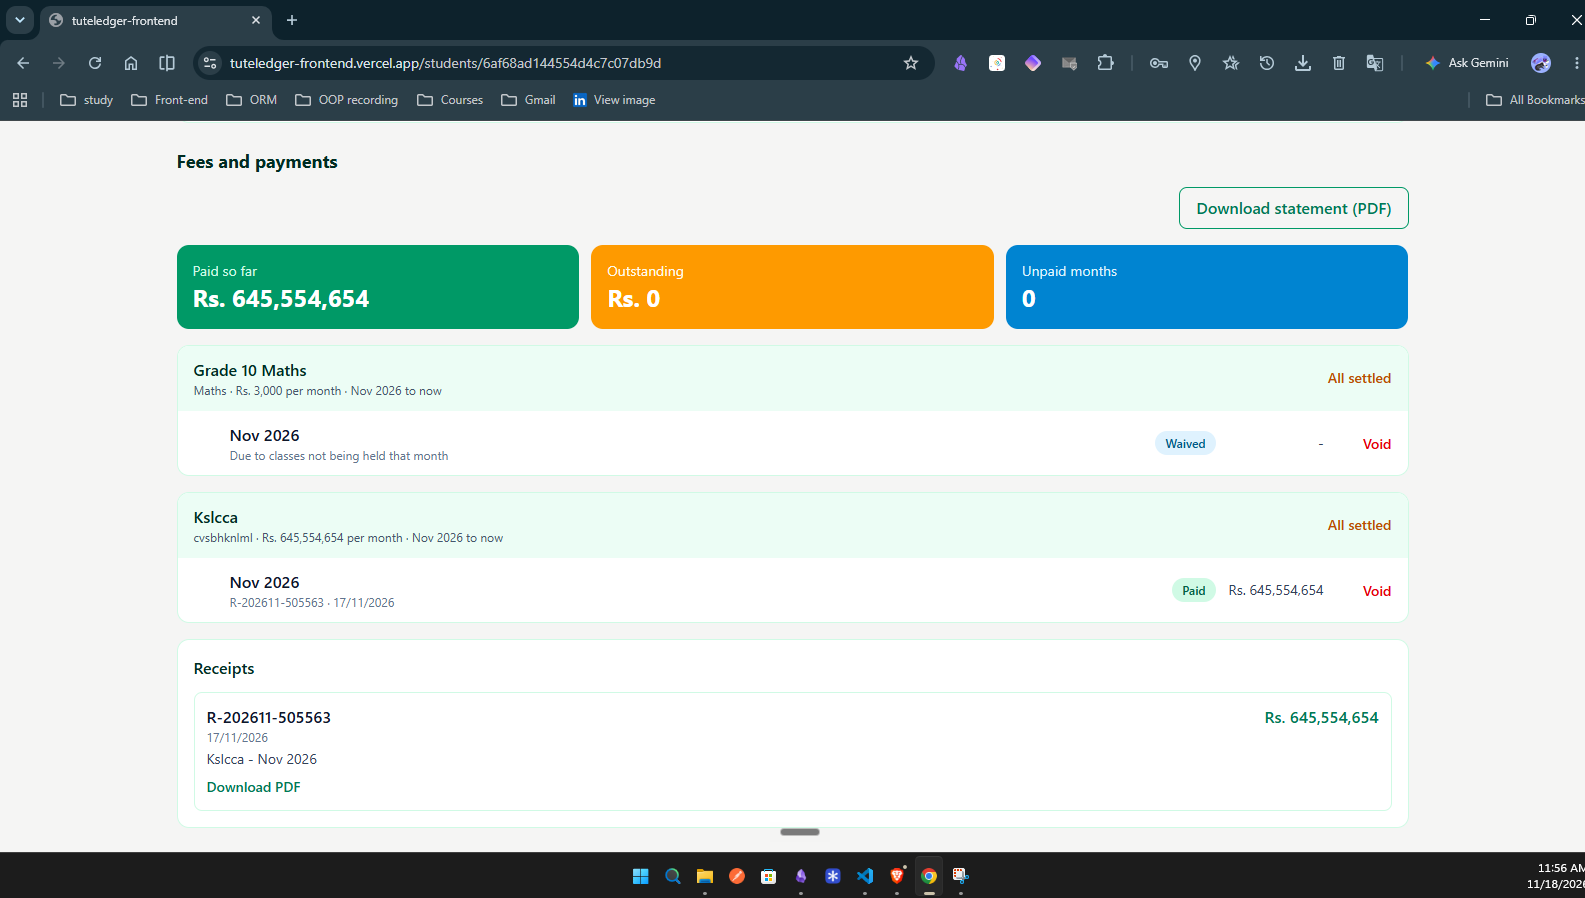 tuteledger-frontend
tuteledger-frontend.vercel.app/students/6af68ad144554d4c7c07db9d
Ask Gemini
study
Front-end
ORM
OOP recording
Courses
Gmail
in View image
All Bookmarks
Fees and payments
Download statement (PDF)
Paid so far
Rs. 645,554,654
Outstanding
Rs. 0
Unpaid months
0
Grade 10 Maths
Maths · Rs. 3,000 per month · Nov 2026 to now
All settled
Nov 2026
Due to classes not being held that month
Waived
-
Void
Kslcca
cvsbhknlml · Rs. 645,554,654 per month · Nov 2026 to now
All settled
Nov 2026
R-202611-505563 · 17/11/2026
Paid
Rs. 645,554,654
Void
Receipts
R-202611-505563
Rs. 645,554,654
17/11/2026
Kslcca - Nov 2026
Download PDF
11:56 AM
11/18/2026